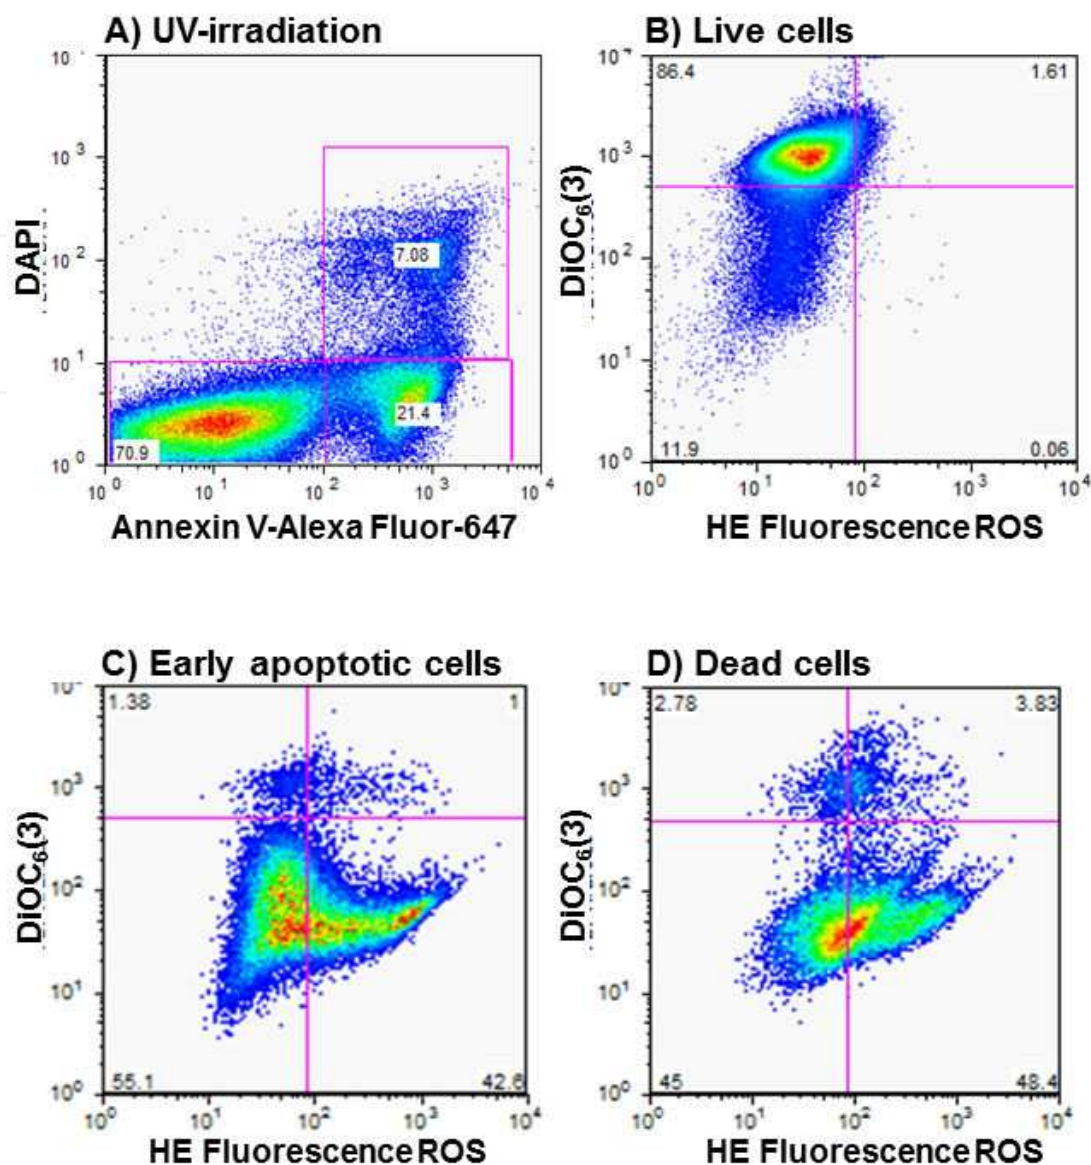 A) UV-irradiation
B) Live cells
10
10³
10²
10¹
10⁰
DAPI
7.08
21.4
70.9
10⁰ 10¹ 10² 10³ 10⁴
Annexin V-Alexa Fluor-647
86.4 1.61
10³
10²
10¹
10⁰
DiOC₆(3)
11.9 0.06
10⁰ 10¹ 10² 10³ 10⁴
HE Fluorescence ROS
C) Early apoptotic cells
D) Dead cells
1.38 1
10³
10²
10¹
10⁰
DiOC₆(3)
55.1 42.6
10⁰ 10¹ 10² 10³ 10⁴
HE Fluorescence ROS
2.78 3.83
10³
10²
10¹
10⁰
DiOC₆(3)
45 48.4
10⁰ 10¹ 10² 10³ 10⁴
HE Fluorescence ROS